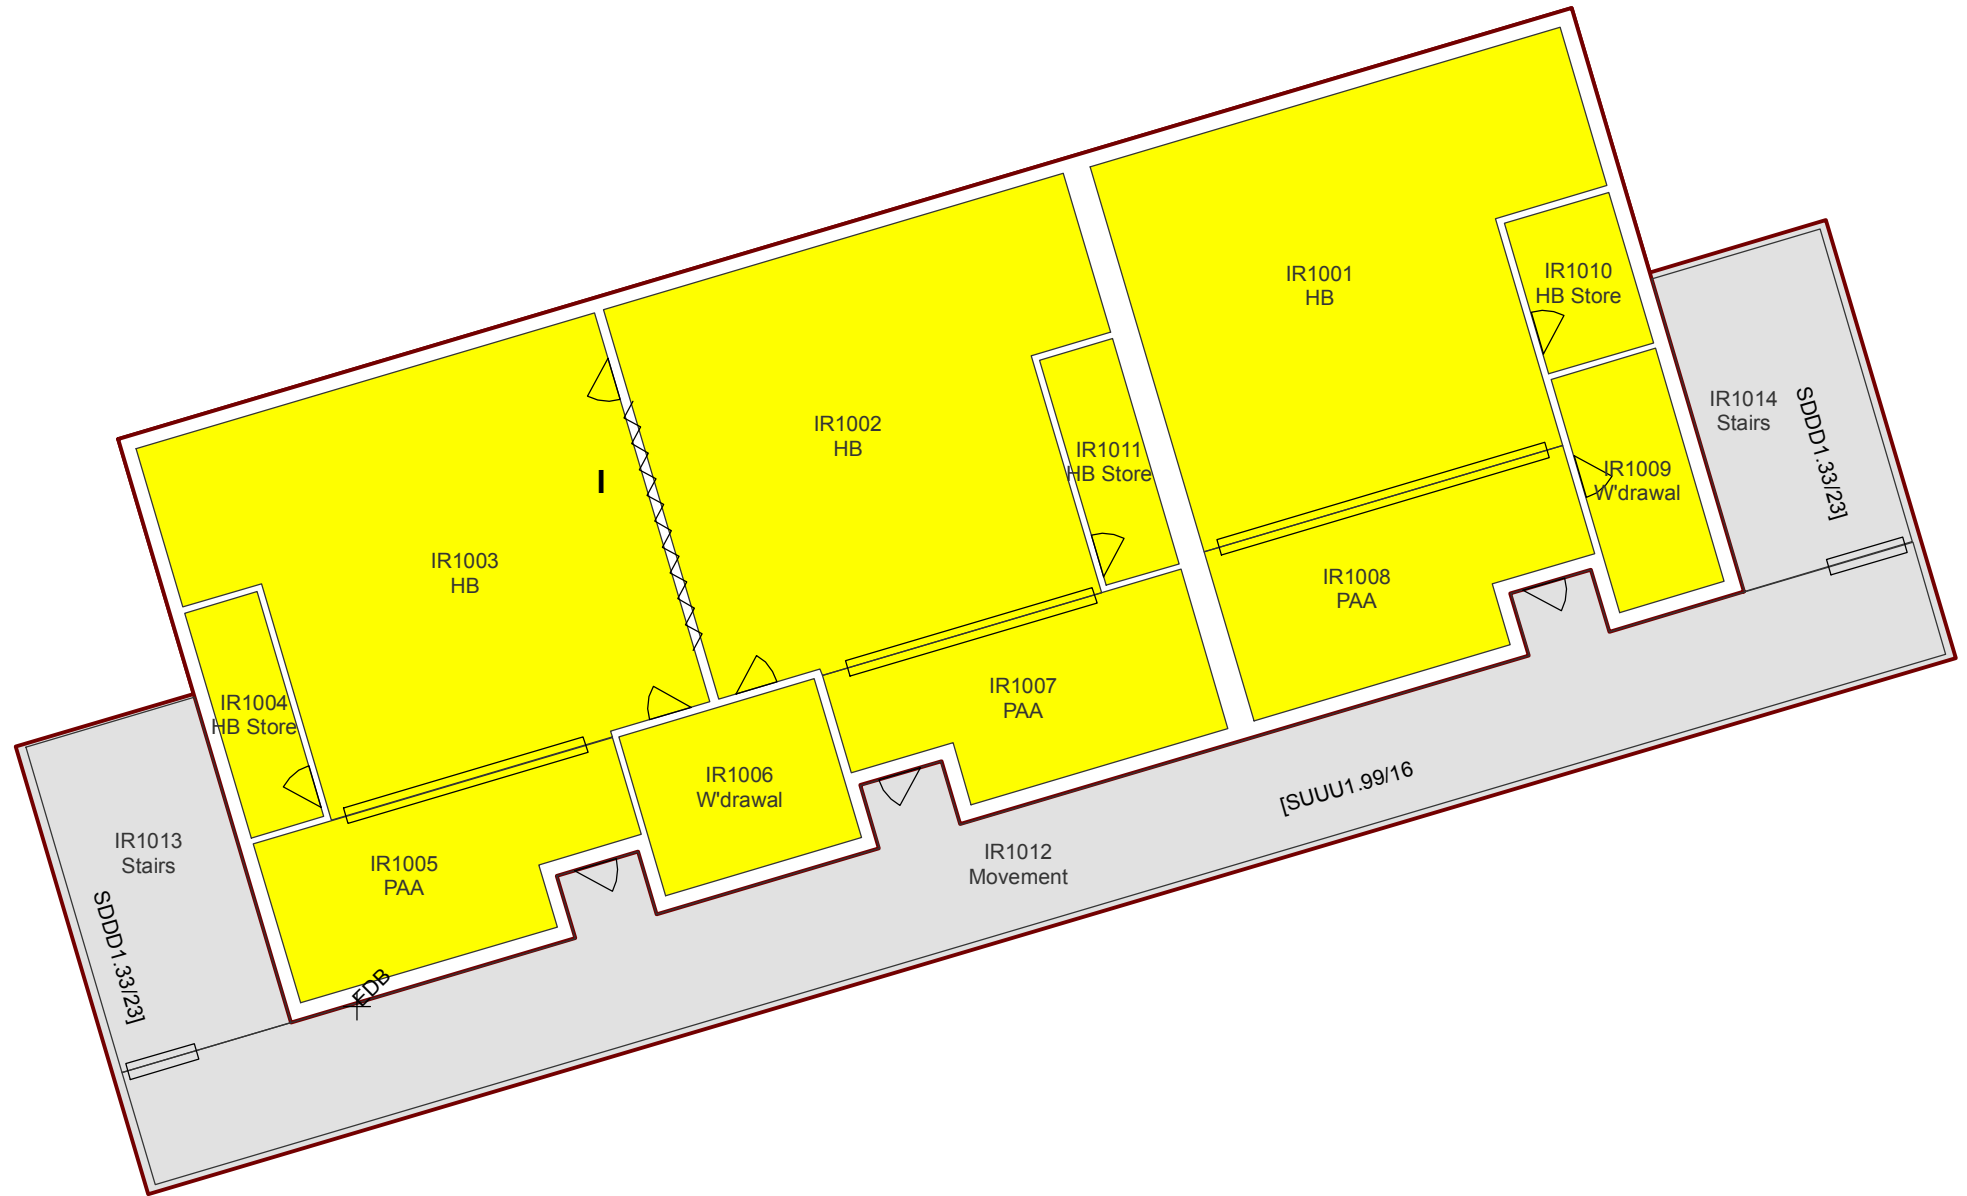 IR1001
HB
IR1010
HB Store
IR1014
Stairs
SDDD1.33/23]
IR1002
HB
IR1011
HB Store
IR1009
W'drawal
I
IR1003
HB
IR1008
PAA
IR1004
HB Store
IR1007
PAA
IR1006
W'drawal
[SUUU1.99/16
IR1013
Stairs
IR1005
PAA
IR1012
Movement
SDDD1.33/23]
EDB